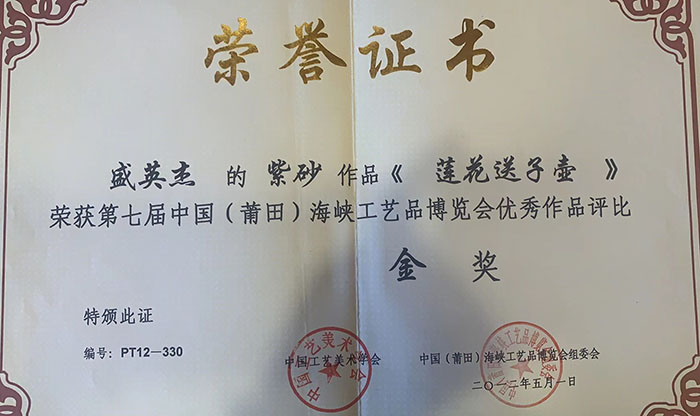 荣誉证书
盛英杰 的 紫砂 作品《 莲花送子壶 》
荣获第七届中国（莆田）海峡工艺品博览会优秀作品评比
金 奖
特颁此证
编号：PT12—330
中国工艺美术学会
中国（莆田）海峡工艺品博览会组委会
二〇一二年五月一日